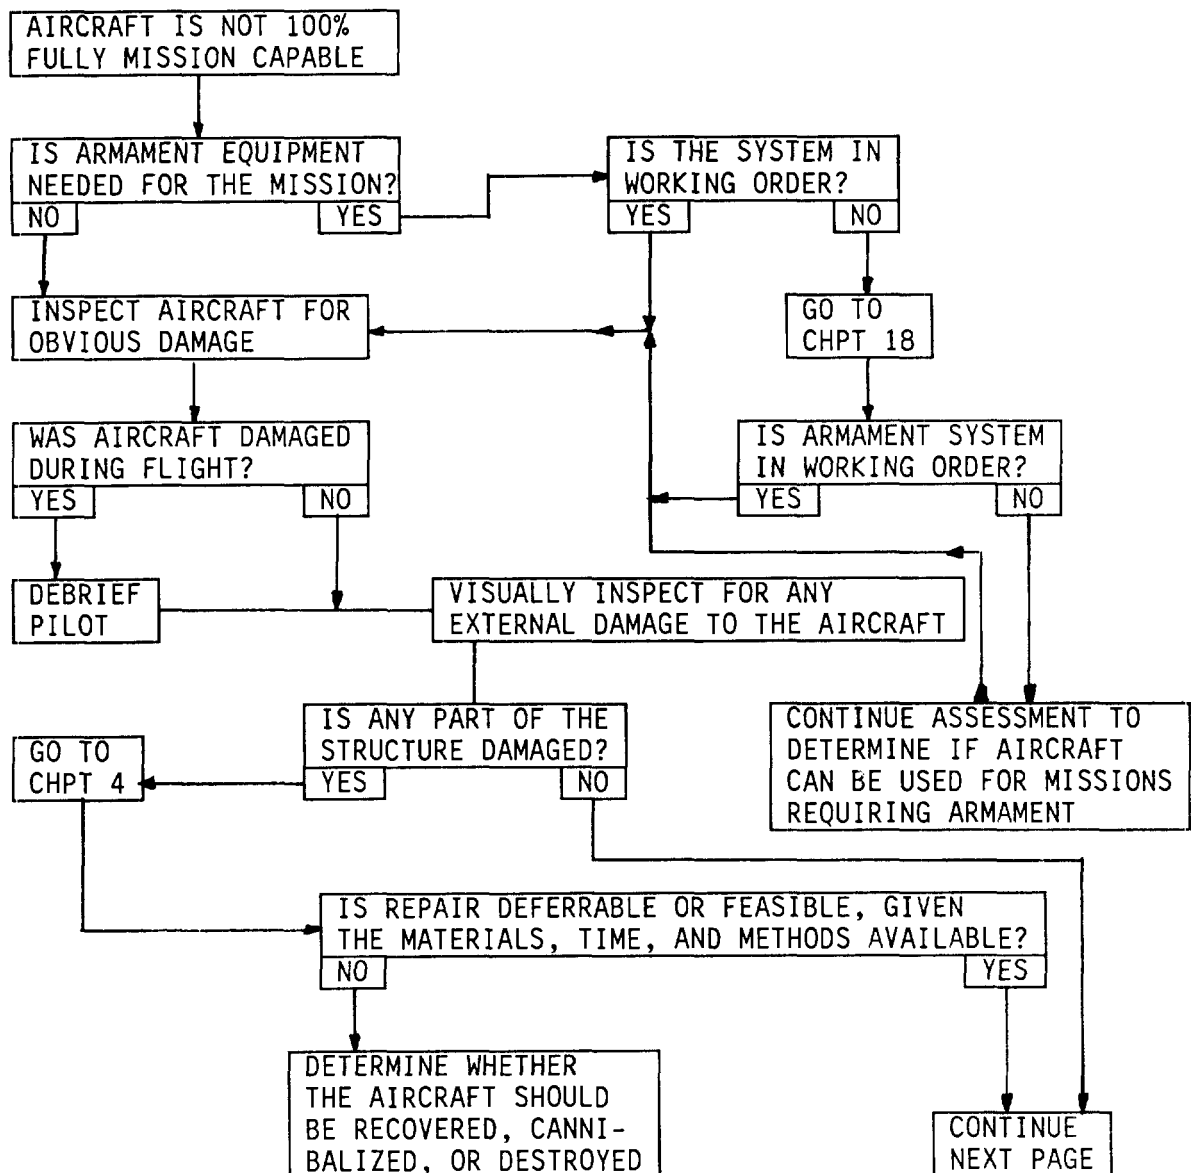 AIRCRAFT IS NOT 100%
FULLY MISSION CAPABLE
IS ARMAMENT EQUIPMENT
NEEDED FOR THE MISSION?
NO
YES
IS THE SYSTEM IN
WORKING ORDER?
YES
NO
INSPECT AIRCRAFT FOR
OBVIOUS DAMAGE
GO TO
CHPT 18
WAS AIRCRAFT DAMAGED
DURING FLIGHT?
YES
NO
IS ARMAMENT SYSTEM
IN WORKING ORDER?
YES
NO
DEBRIEF
PILOT
VISUALLY INSPECT FOR ANY
EXTERNAL DAMAGE TO THE AIRCRAFT
IS ANY PART OF THE
STRUCTURE DAMAGED?
YES
NO
GO TO
CHPT 4
CONTINUE ASSESSMENT TO
DETERMINE IF AIRCRAFT
CAN BE USED FOR MISSIONS
REQUIRING ARMAMENT
IS REPAIR DEFERRABLE OR FEASIBLE, GIVEN
THE MATERIALS, TIME, AND METHODS AVAILABLE?
NO
YES
DETERMINE WHETHER
THE AIRCRAFT SHOULD
BE RECOVERED, CANNI-
BALIZED, OR DESTROYED
CONTINUE
NEXT PAGE